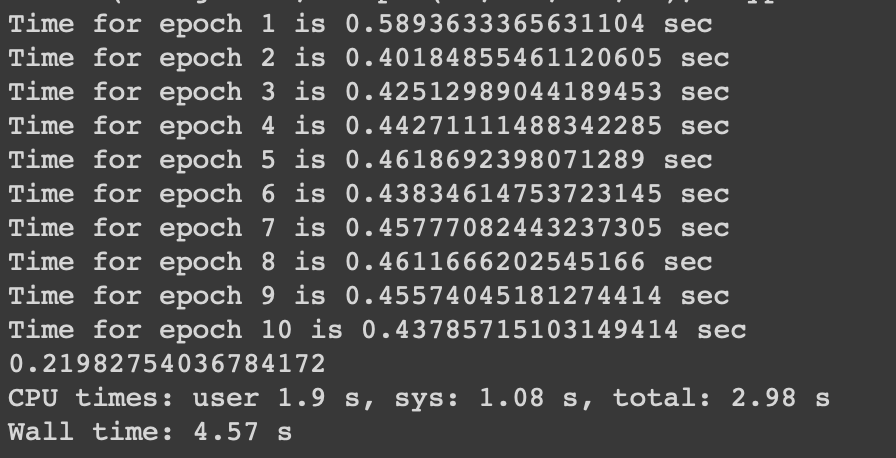 Time for epoch 1 is 0.5893633365631104 sec
Time for epoch 2 is 0.40184855461120605 sec
Time for epoch 3 is 0.42512989044189453 sec
Time for epoch 4 is 0.44271111488342285 sec
Time for epoch 5 is 0.4618692398071289 sec
Time for epoch 6 is 0.43834614753723145 sec
Time for epoch 7 is 0.45777082443237305 sec
Time for epoch 8 is 0.4611666202545166 sec
Time for epoch 9 is 0.45574045181274414 sec
Time for epoch 10 is 0.43785715103149414 sec
0.21982754036784172
CPU times: user 1.9 s, sys: 1.08 s, total: 2.98 s
Wall time: 4.57 s